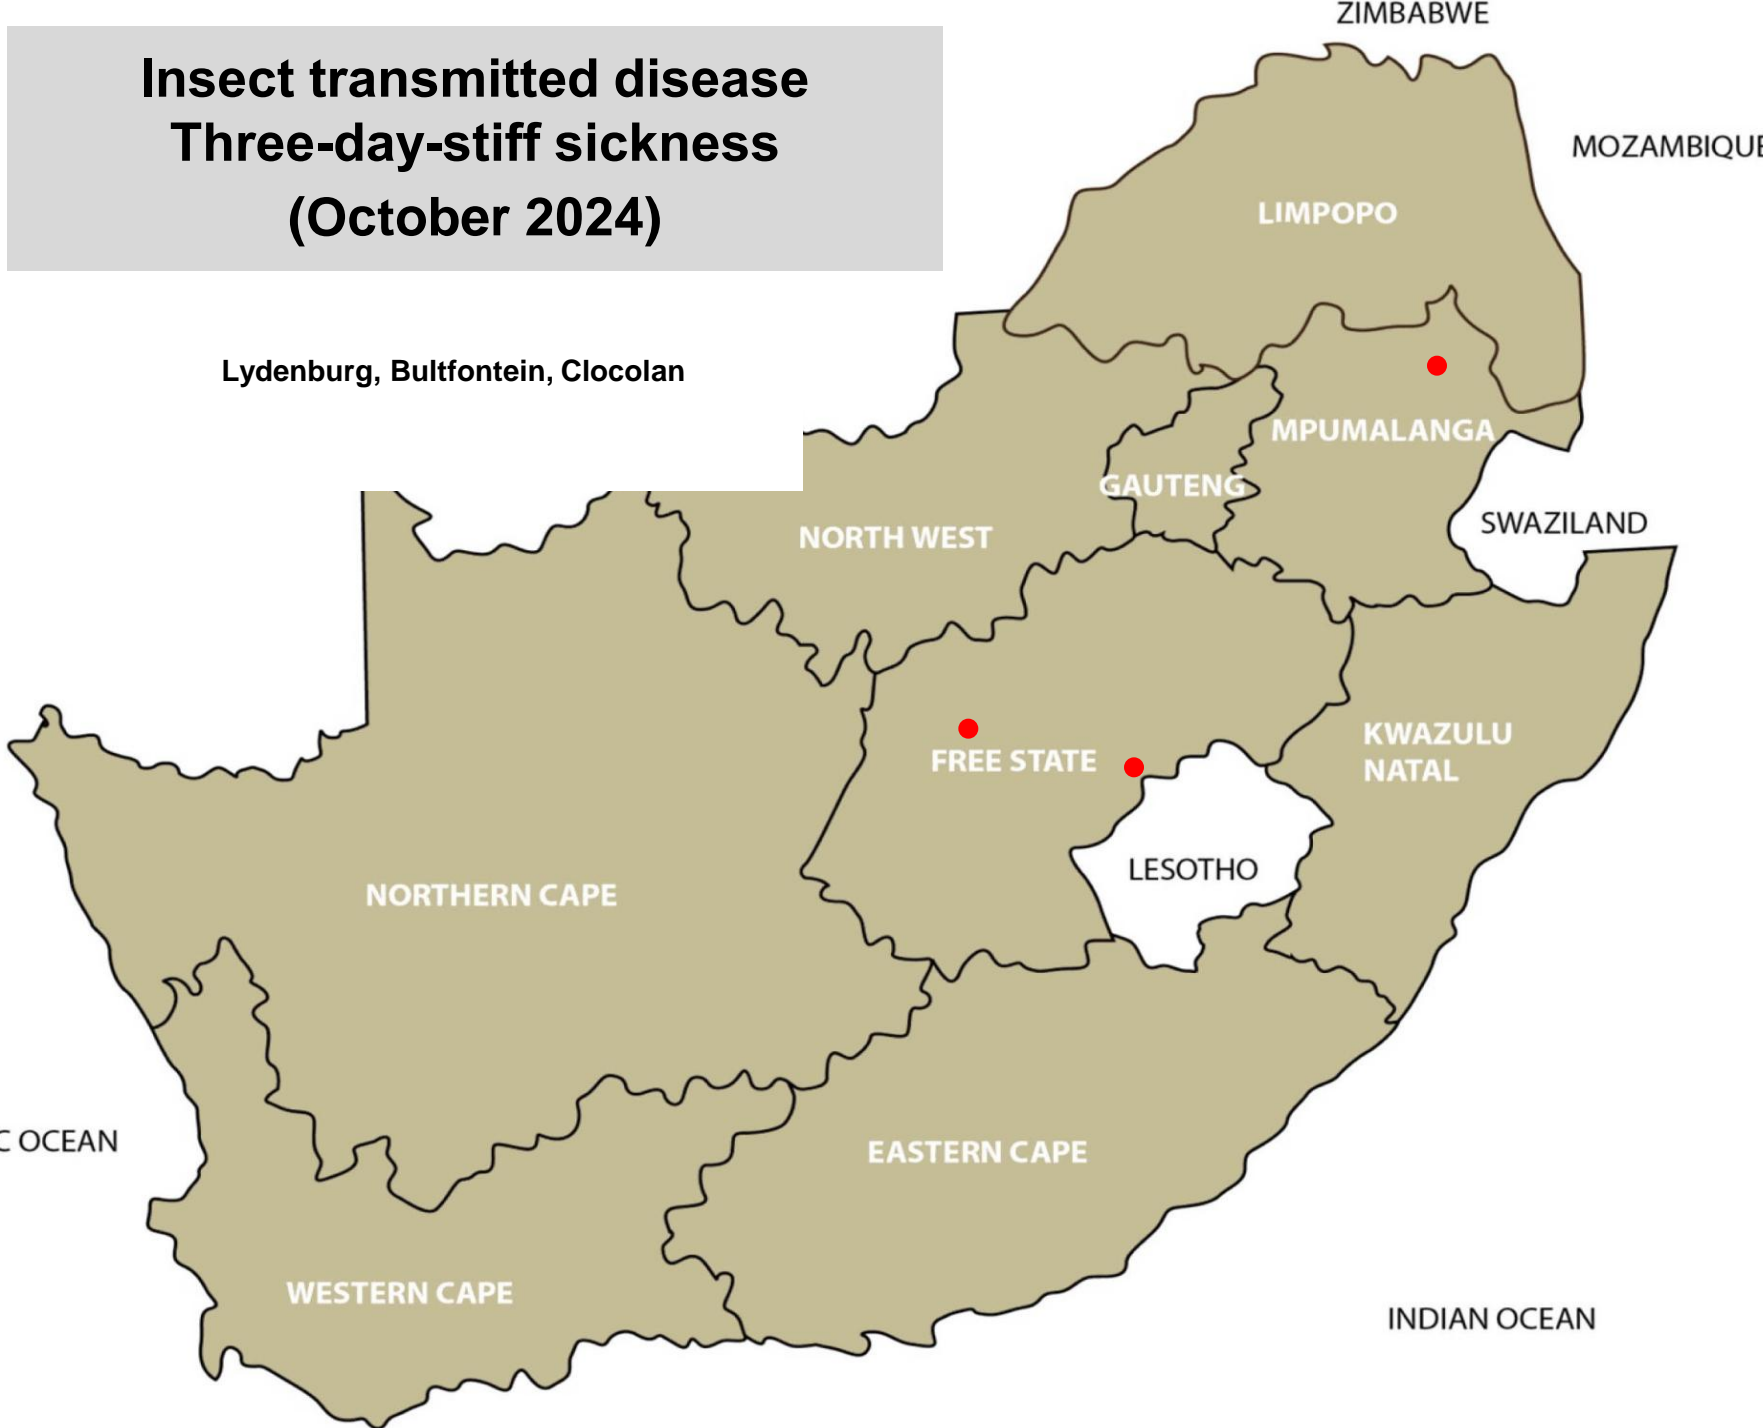 ZIMBABWE
Insect transmitted disease
Three-day-stiff sickness
(October 2024)
MOZAMBIQUE
LIMPOPO
Lydenburg, Bultfontein, Clocolan
MPUMALANGA
GAUTENG
SWAZILAND
NORTH WEST
KWAZULU
NATAL
FREE STATE
LESOTHO
NORTHERN CAPE
C OCEAN
EASTERN CAPE
WESTERN CAPE
INDIAN OCEAN